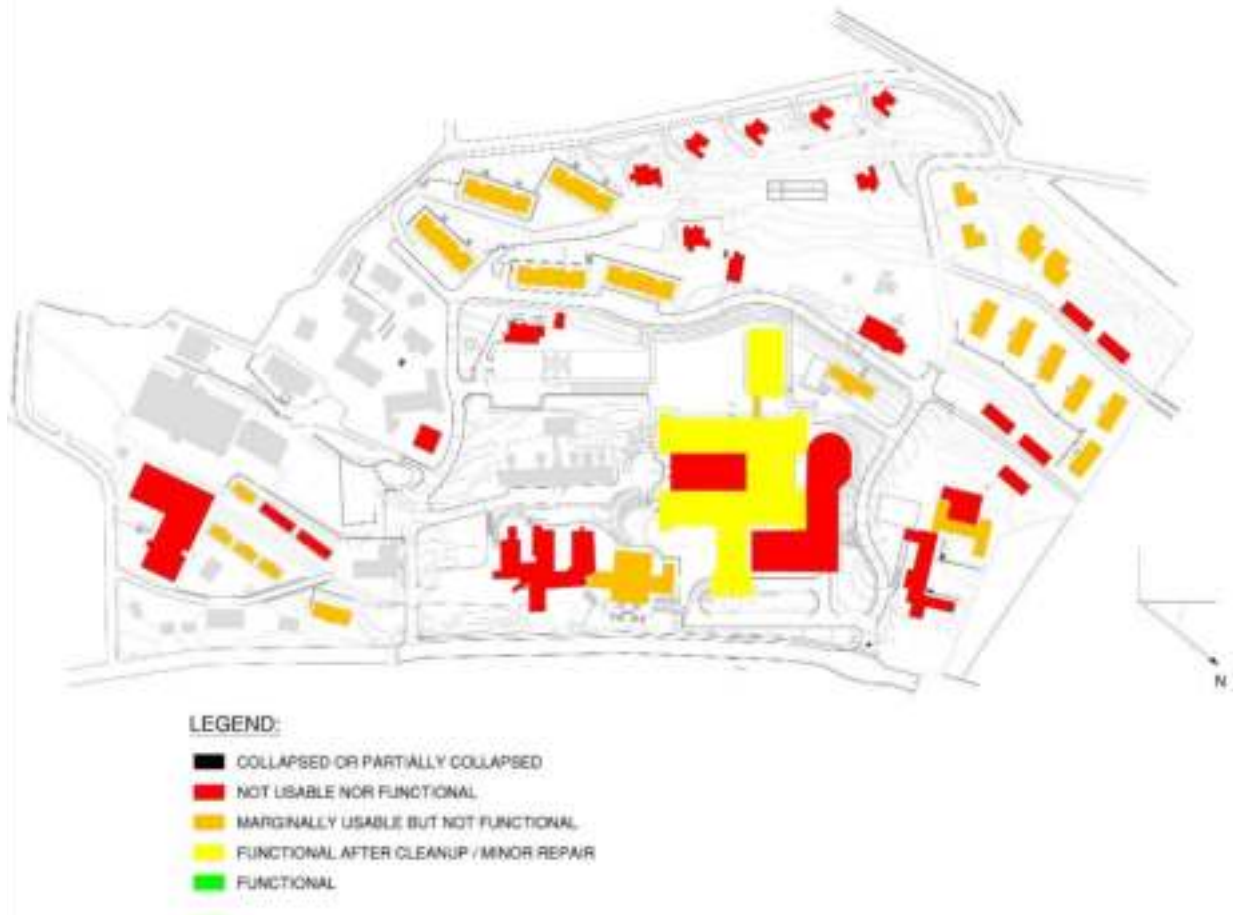 N
LEGEND:
COLLAPSED OR PARTIALLY COLLAPSED
NOT USABLE NOR FUNCTIONAL
MARGINALLY USABLE BUT NOT FUNCTIONAL
FUNCTIONAL AFTER CLEANUP / MINOR REPAIR
FUNCTIONAL